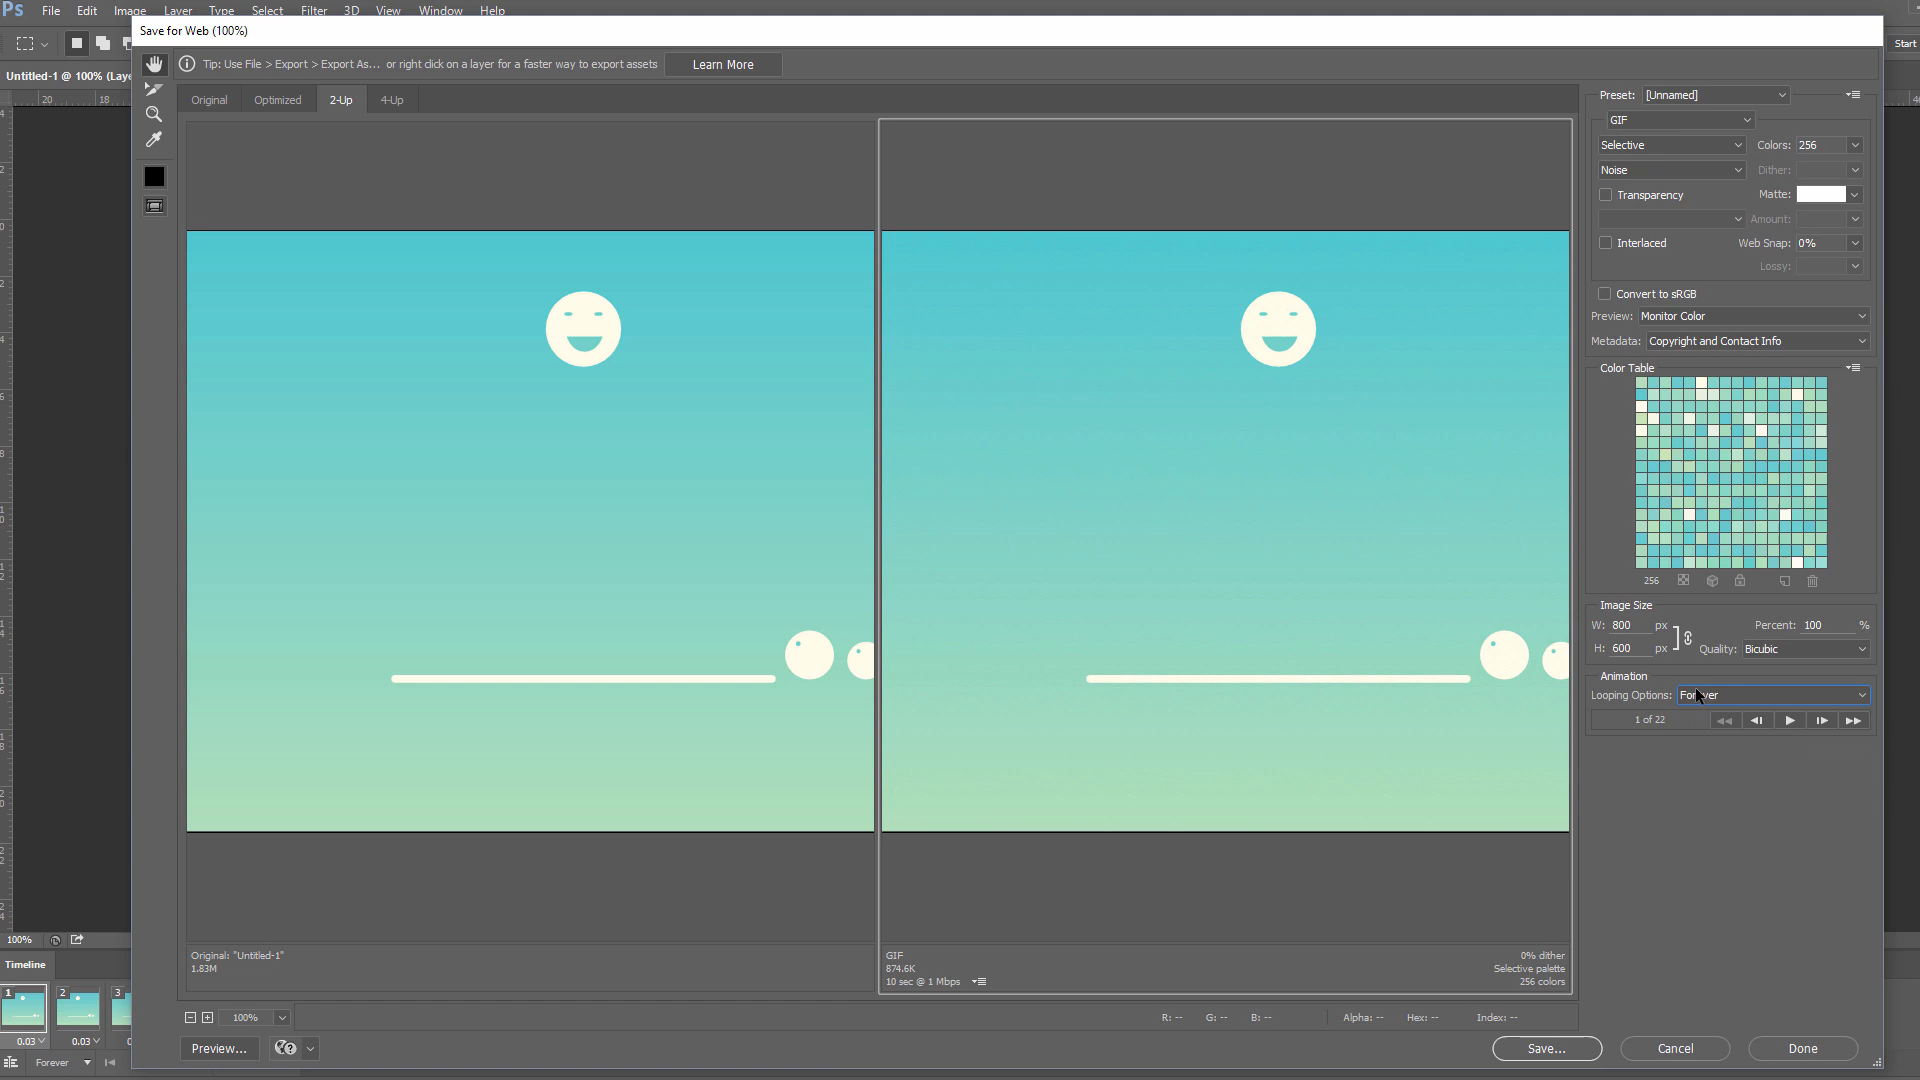 Ps File Edit Image Layer Type Select Filter 3D View Window Help
Save for Web (100%)
Start
Tip: Use File > Export > Export As... or right click on a layer for a faster way to export assets
Learn More
Untitled-1 @ 100% (Laye
20 18
Original Optimized 2-Up 4-Up
Preset: [Unnamed]
GIF
Selective Colors: 256
Noise Dither:
Transparency Matte:
Amount:
Interlaced Web Snap: 0%
Lossy:
Convert to sRGB
Preview: Monitor Color
Metadata: Copyright and Contact Info
Color Table
256
Image Size
W: 800 px Percent: 100 %
H: 600 px Quality: Bicubic
Animation
Looping Options: Forever
1 of 22
100%
Original: "Untitled-1"
1.83M
GIF 0% dither
874.6K Selective palette
10 sec @ 1 Mbps 256 colors
Timeline
1 2 3
0.03 0.03
100% R: -- G: -- B: -- Alpha: -- Hex: -- Index: --
Forever
Preview... Save... Cancel Done